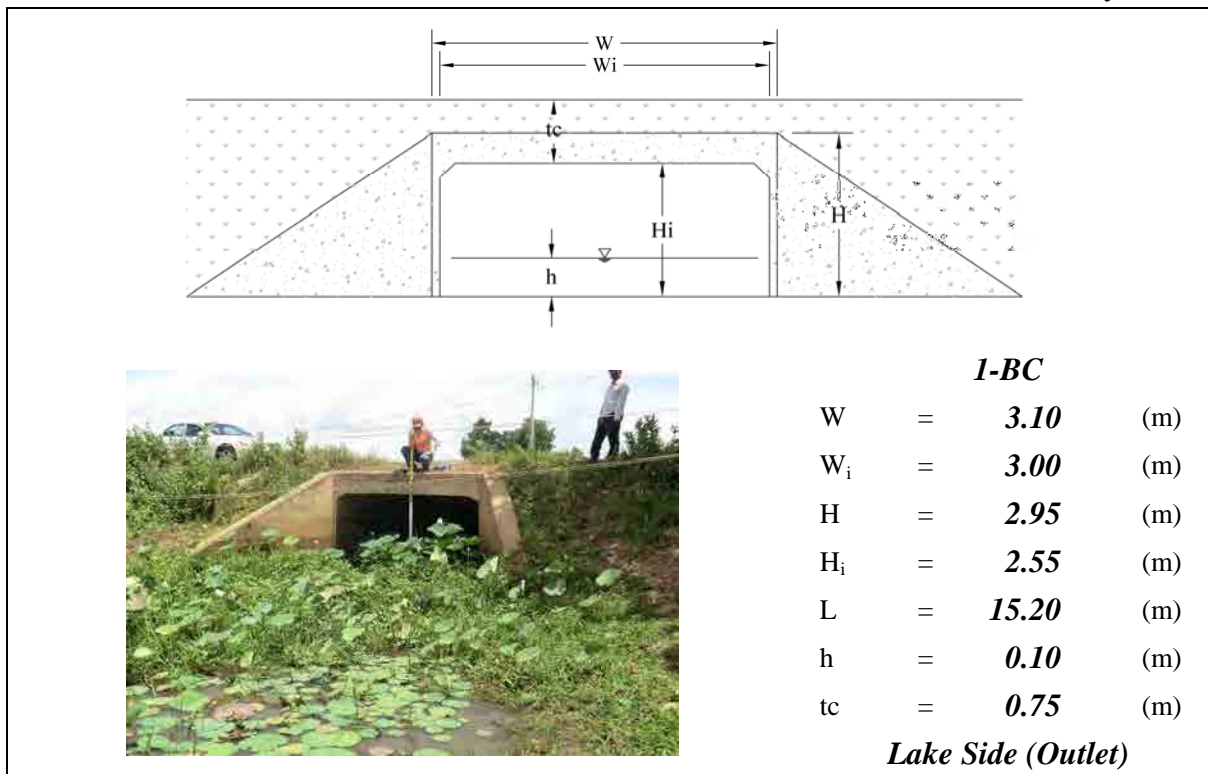 W
Wi
tc
Hi
H
h
1-BC
W = 3.10 (m)
Wi = 3.00 (m)
H = 2.95 (m)
Hi = 2.55 (m)
L = 15.20 (m)
h = 0.10 (m)
tc = 0.75 (m)
Lake Side (Outlet)